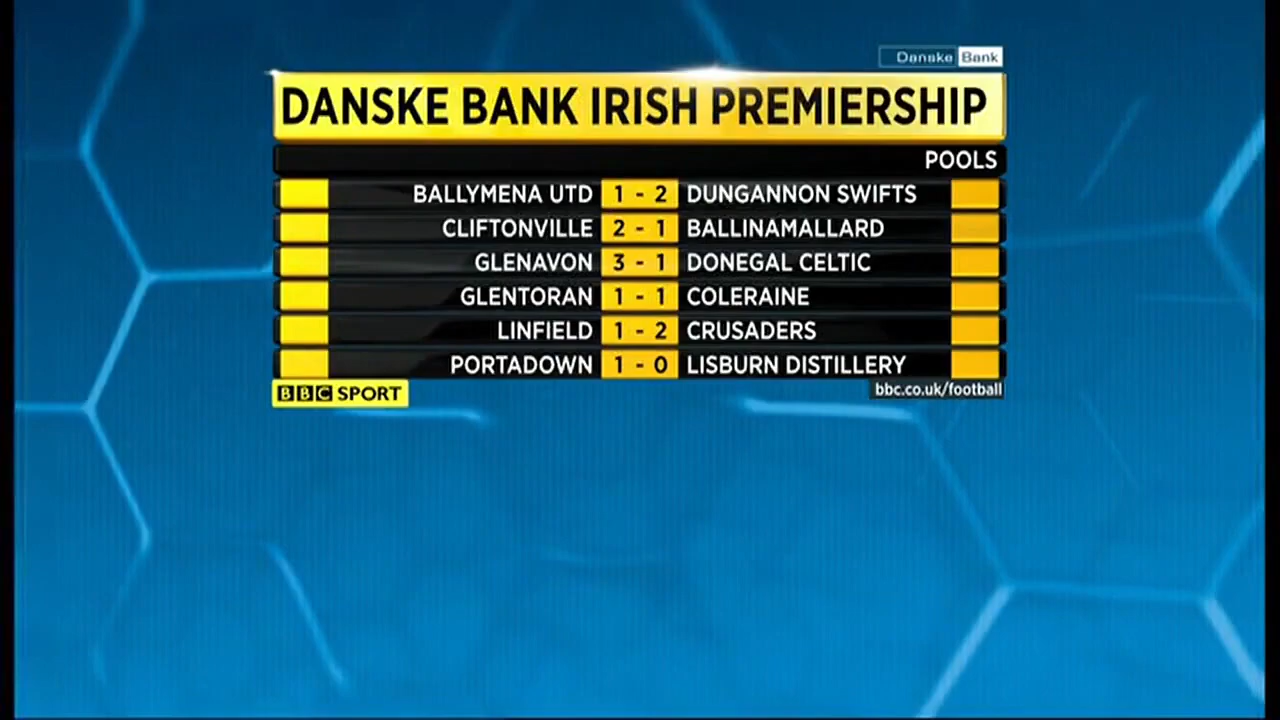 Danske Bank
DANSKE BANK IRISH PREMIERSHIP
POOLS
BALLYMENA UTD 1 - 2 DUNGANNON SWIFTS
CLIFTONVILLE 2 - 1 BALLINAMALLARD
GLENAVON 3 - 1 DONEGAL CELTIC
GLENTORAN 1 - 1 COLERAINE
LINFIELD 1 - 2 CRUSADERS
PORTADOWN 1 - 0 LISBURN DISTILLERY
BBC SPORT bbc.co.uk/football